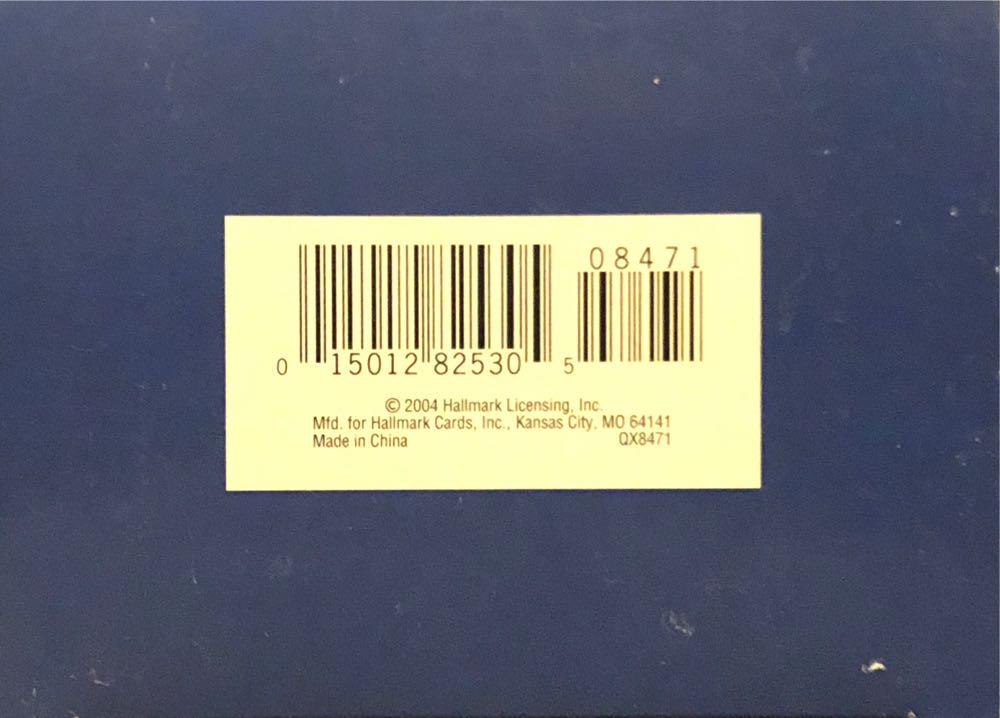 08471
0 15012 82530 5
© 2004 Hallmark Licensing, Inc.
Mfd. for Hallmark Cards, Inc., Kansas City, MO 64141
Made in China QX8471